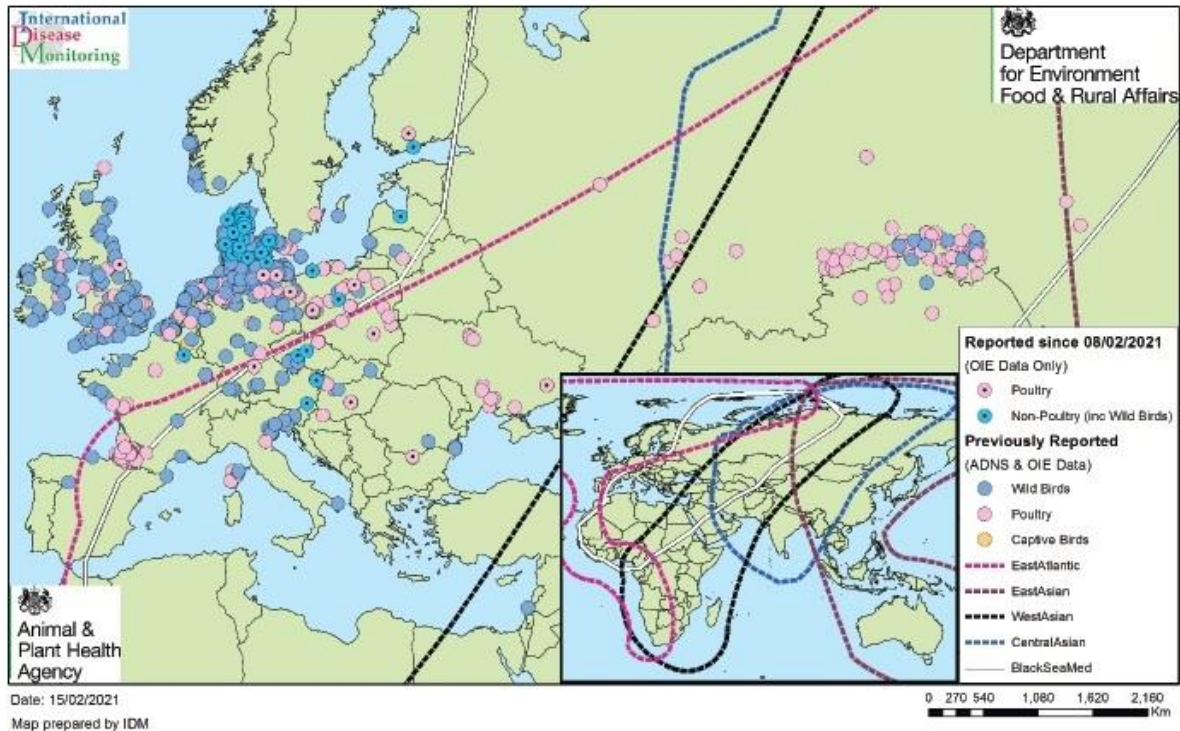 International
Disease
Monitoring
Department
for Environment
Food & Rural Affairs
Reported since 08/02/2021
(OIE Data Only)
Poultry
Non-Poultry (inc Wild Birds)
Previously Reported
(ADNS & OIE Data)
Wild Birds
Poultry
Captive Birds
EastAtlantic
EastAsian
WestAsian
CentralAsian
BlackSeaMed
Animal &
Plant Health
Agency
Date: 15/02/2021
Map prepared by IDM
0 270 540 1,080 1,620 2,160
Km